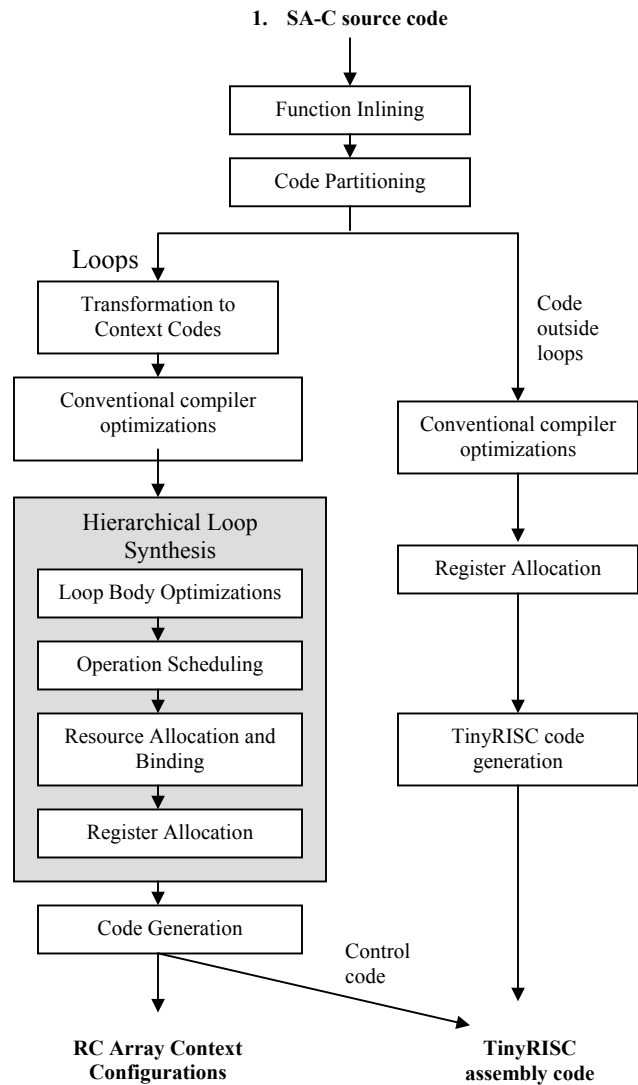 1. SA-C source code
Function Inlining
Code Partitioning
Loops
Transformation to
Context Codes
Conventional compiler
optimizations
Hierarchical Loop
Synthesis
Loop Body Optimizations
Operation Scheduling
Resource Allocation and
Binding
Register Allocation
Code Generation
Code
outside
loops
Conventional compiler
optimizations
Register Allocation
TinyRISC code
generation
Control
code
RC Array Context
Configurations
TinyRISC
assembly code